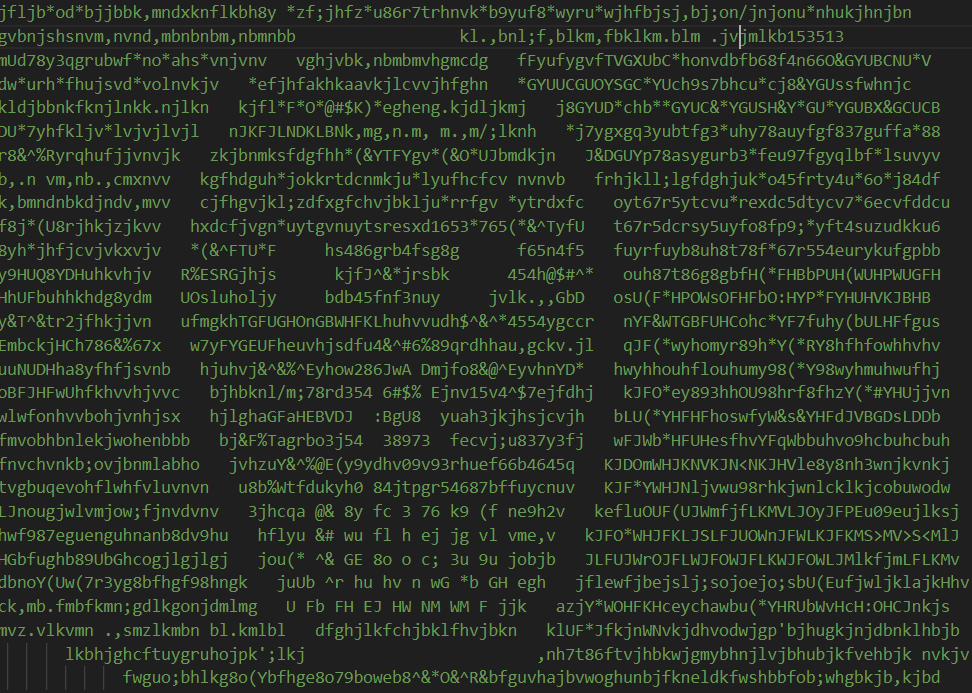 jfljb*od*bjjbbk,mndxknflkbh8y *zf;jhfz*u86r7trhnvk*b9yuf8*wyru*wjhfbjsj,bj;on/jnjonu*nhukjhnjbn
gvbnjshsnvm,nvnd,mbnbnbm,nbmnbb kl.,bnl;f,blkm,fbklkm.blm .jvjmlkb153513
mUd78y3qgrubwf*no*ahs*vnjvnv vghjvbk,nbmbmvhgmcdg fFyufygvfTVGXUbC*honvdbfb68f4n66O&GYUBCNU*V
dw*urh*fhujsvd*volnvkjv *efjhfakhkaavkjlcvvjhfghn *GYUUCGUOYSGC*YUch9s7bhcu*cj8&YGUssfwhnjc
kldjbbnkfknjlnkk.njlkn kjfl*F*O*@#$K)*egheng.kjdljkmj j8GYUD*chb**GYUC&*YGUSH&Y*GU*YGUBX&GCUCB
DU*7yhfkljv*lvjvjlvjl nJKFJLNDKLBNk,mg,n.m, m.,m/;lknh *j7ygxgq3yubtfg3*uhy78auyfgf837guffa*88
r8&^%Ryrqhufjjvnvjk zkjbnmksfdgfhh*(&YTFYgv*(&O*UJbmdkjn J&DGUYp78asygurb3*feu97fgyqlbf*lsuvyv
b,.n vm,nb.,cmxnvv kgfhdguh*jokkrtdcnmkju*lyufhcfcv nvnvb frhjkll;lgfdghjuk*o45frty4u*6o*j84df
k,bmndnbkdjndv,mvv cjfhgvjkl;zdfxgfchvjbklju*rrfgv *ytrdxfc oyt67r5ytcvu*rexdc5dtycv7*6ecvfddcu
f8j*(U8rjhkjzjkvv hxdcfjvgn*uytgvnuytsresxd1653*765(*&^TyfU t67r5dcrsy5uyfo8fp9;*yft4suzudkku6
8yh*jhfjcvjvkxvjv *(&^FTU*F hs486grb4fsg8g f65n4f5 fuyrfuyb8uh8t78f*67r554eurykufgpbb
y9HUQ8YDHuhkvhjv R%ESRGjhjs kjfJ^&*jrsbk 454h@$#^* ouh87t86g8gbfH(*FHBbPUH(WUHPWUGFH
HhUFbuhhkhdg8ydm UOsluholjy bdb45fnf3nuy jvlk.,,GbD osU(F*HPOWsOFHFbO:HYP*FYHUHVKJBHB
y&T^&tr2jfhkjjvn ufmgkhTGFUGHOnGBWHFKLhuhvvudh$^&^*4554ygccr nYF&WTGBFUHCohc*YF7fuhy(bULHFfgus
EmbckjHCh786&%67x w7yFYGEUFheuvhjsdfu4&^#6%89qrdhhau,gckv.jl qJF(*wyhomyr89h*Y(*RY8hfhfowhhvhv
uuNUDHha8yfhfjsvnb hjuhvj&^&%^Eyhow286JwA Dmjfo8&@^EyvhnYD* hwyhhouhflouhumy98(*Y98wyhmuhwufhj
oBFJHFwUhfkhvvhjvvc bjhbknl/m;78rd354 6#$% Ejnv15v4^$7ejfdhj kJFO*ey893hhOU98hrf8fhzY(*#YHUjjvn
wlwfonhvvbohjvnhjsx hjlghaGFaHEBVDJ :BgU8 yuah3jkjhsjcvjh bLU(*YHFHFhoswfyW&s&YHFdJVBGDsLDDb
fmvobhbnlekjwohenbbb bj&F%Tagrbo3j54 38973 fecvj;u837y3fj wFJWb*HFUHesfhvYFqWbbuhvo9hcbuhcbuh
fnvchvnkb;ovjbnmlabho jvhzuY&^%@E(y9ydhv09v93rhuef66b4645q KJDOmWHJKNVKJN<NKJHVle8y8nh3wnjkvnkj
tvgbuqevohflwhfvluvnvn u8b%Wtfdukyh0 84jtpgr54687bffuycnuv KJF*YWHJNljvwu98rhkjwnlcklkjcobuwodw
LJnougjwlvmjow;fjnvdvnv 3jhcqa @& 8y fc 3 76 k9 (f ne9h2v kefluOUF(UJWmfjfLKMVLJOyJFPEu09eujlksj
hwf987eguenguhnanb8dv9hu hflyu &# wu fl h ej jg vl vme,v kJFO*WHJFKLJSLFJUOWnJFWLKJFKMS>MV>S<MlJ
HGbfughb89UbGhcogjlgjlgj jou(* ^& GE 8o o c; 3u 9u jobjb JLFUJWrOJFLWJFOWJFLKWJFOWLJMlkfjmLFLKMv
dbnoY(Uw(7r3yg8bfhgf98hngk juUb ^r hu hv n wG *b GH egh jflewfjbejslj;sojoejo;sbU(EufjwljklajkHhv
ck,mb.fmbfkmn;gdlkgonjdmlmg U Fb FH EJ HW NM WM F jjk azjY*WOHFKHceychawbu(*YHRUbWvHcH:OHCJnkjs
mvz.vlkvmn .,smzlkmbn bl.kmlbl dfghjlkfchjbklfhvjbkn klUF*JfkjnWNvkjdhvodwjgp'bjhugkjnjdbnklhbjb
lkbhjghcftuygruhojpk';lkj ,nh7t86ftvjhbkwjgmybhnjlvjbhubjkfvehbjk nvkjv
fwguo;bhlkg8o(Ybfhge8o79boweb8^&*O&^R&bfguvhajbvwoghunbjfkneldkfwshbbfob;whgbkjb,kjbd